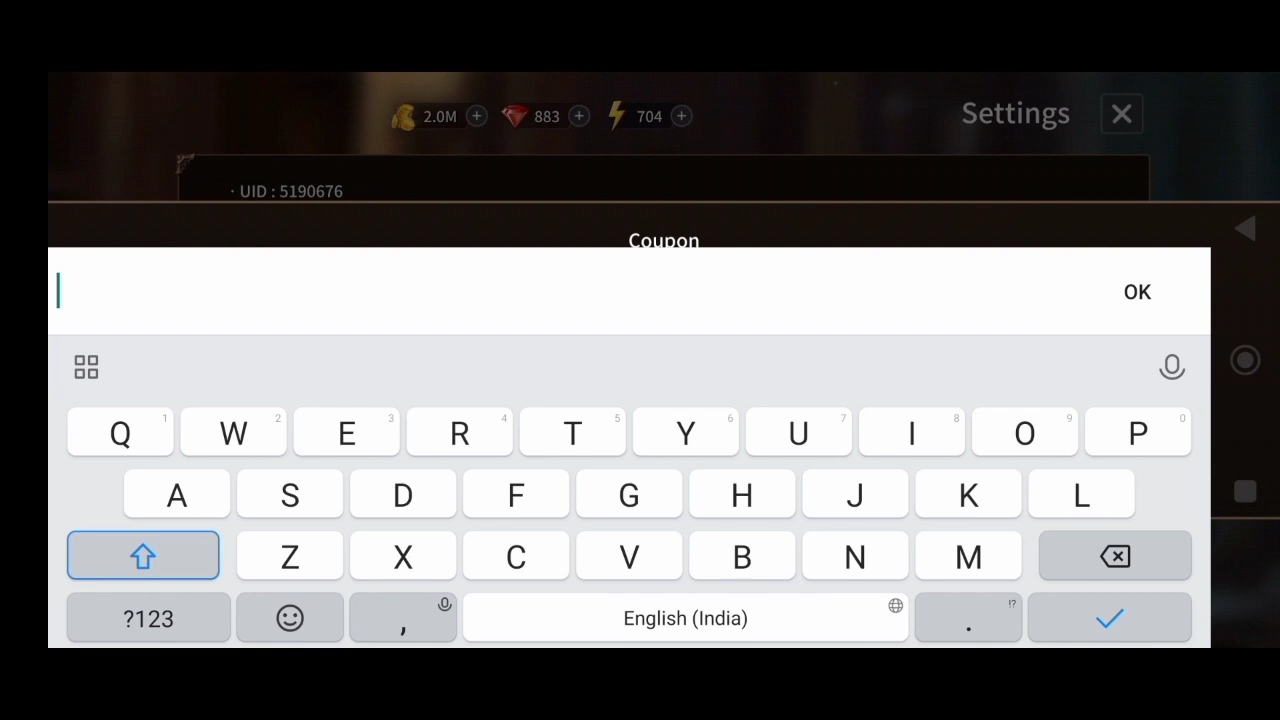 2.0M + 883 + 704 +
Settings
· UID : 5190676
Coupon
OK
Q 1 W 2 E 3 R 4 T 5 Y 6 U 7 I 8 O 9 P 0
A S D F G H J K L
Z X C V B N M
?123 , English (India) . !?